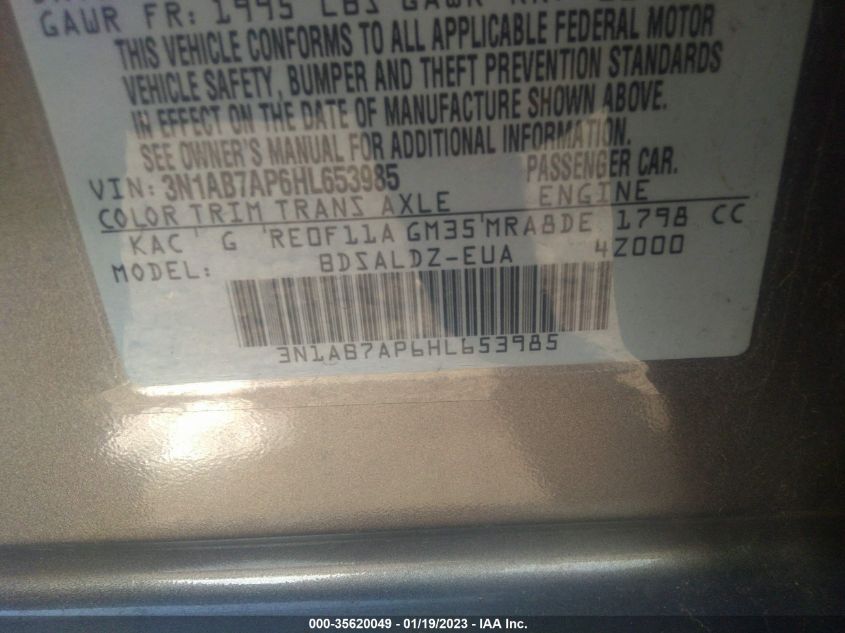 GAWR FR: 1995 LBS GAWR
THIS VEHICLE CONFORMS TO ALL APPLICABLE FEDERAL MOTOR
VEHICLE SAFETY, BUMPER AND THEFT PREVENTION STANDARDS
IN EFFECT ON THE DATE OF MANUFACTURE SHOWN ABOVE.
SEE OWNER'S MANUAL FOR ADDITIONAL INFORMATION.
VIN: 3N1AB7AP6HL653985 PASSENGER CAR.
COLOR TRIM TRANS AXLE ENGINE
KAC G RE0F11A GM35 MRA8DE 1798 CC
MODEL: BDSALDZ-EUA 4Z000
3N1AB7AP6HL653985
000-35620049 - 01/19/2023 - IAA Inc.